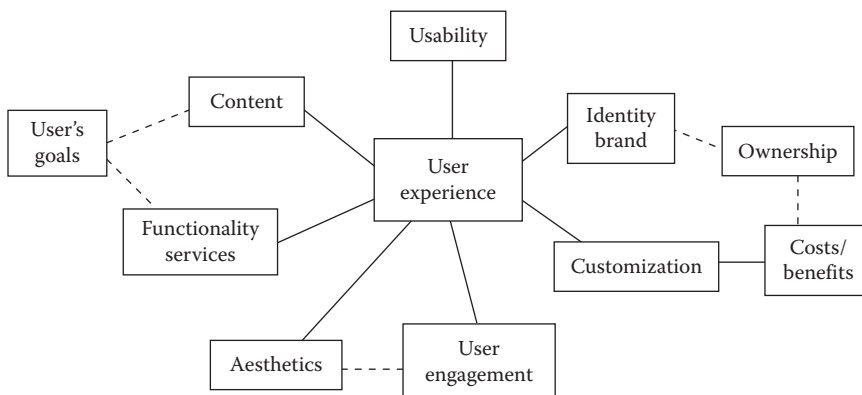 Usability
Content
Identity
brand
User's
goals
Ownership
User
experience
Functionality
services
Customization
Costs/
benefits
Aesthetics
User
engagement